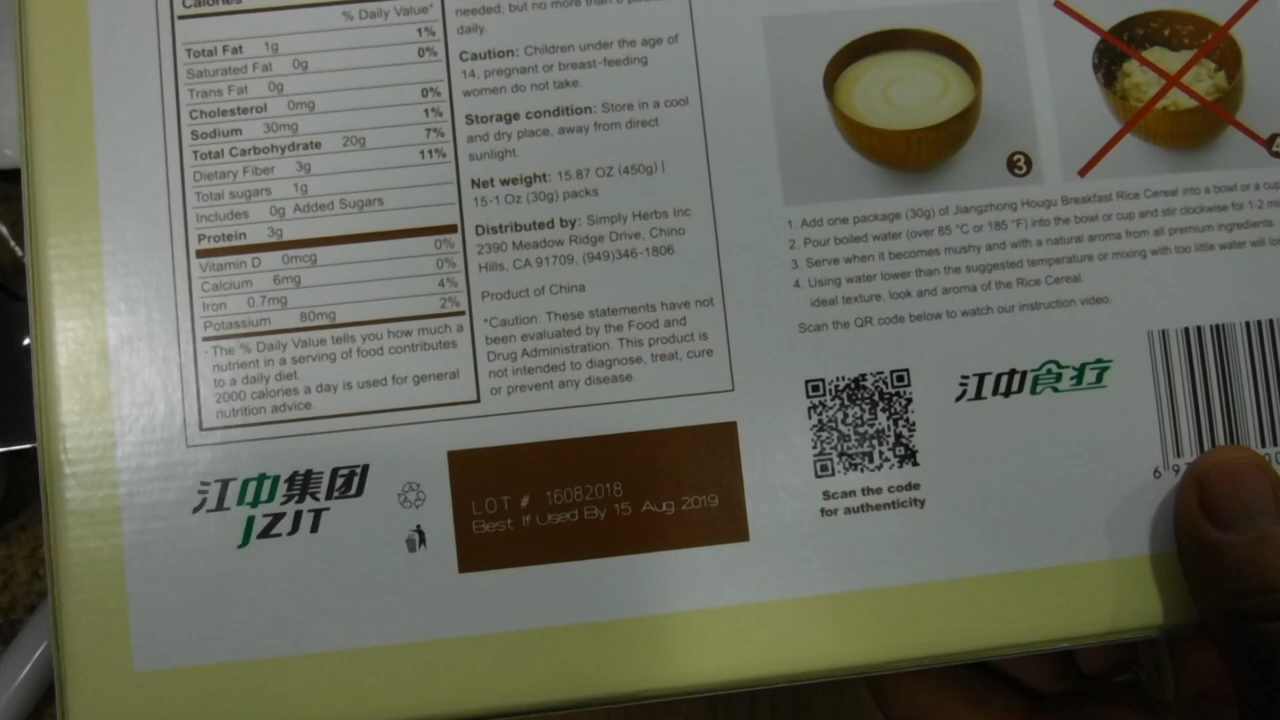 Calories
% Daily Value*
1%
Total Fat 1g
0%
Saturated Fat 0g
Trans Fat 0g
0%
Cholesterol 0mg
1%
Sodium 30mg
7%
Total Carbohydrate 20g
11%
Dietary Fiber 3g
Total sugars 1g
Includes 0g Added Sugars
Protein 3g
0%
Vitamin D 0mcg
0%
Calcium 6mg
4%
Iron 0.7mg
2%
Potassium 80mg
· The % Daily Value tells you how much a
nutrient in a serving of food contributes
to a daily diet.
2000 calories a day is used for general
nutrition advice.
needed, but no more than
daily.
Caution: Children under the age of
14, pregnant or breast-feeding
women do not take.
Storage condition: Store in a cool
and dry place, away from direct
sunlight.
Net weight: 15.87 OZ (450g) |
15-1 Oz (30g) packs
Distributed by: Simply Herbs Inc
2390 Meadow Ridge Drive, Chino
Hills, CA 91709, (949)346-1806
Product of China
*Caution. These statements have not
been evaluated by the Food and
Drug Administration. This product is
not intended to diagnose, treat, cure
or prevent any disease.
3
1. Add one package (30g) of Jiangzhong Hougu Breakfast Rice Cereal into a bowl or a cup
2. Pour boiled water (over 85 °C or 185 °F) into the bowl or cup and stir clockwise for 1-2
3. Serve when it becomes mushy and with a natural aroma from all premium ingredients.
4. Using water lower than the suggested temperature or mixing with too little water will
ideal texture, look and aroma of the Rice Cereal.
Scan the QR code below to watch our instruction video.
江中食疗
Scan the code
for authenticity
江中集团
JZJT
LOT # 16082018
Best If Used By 15 Aug 2019